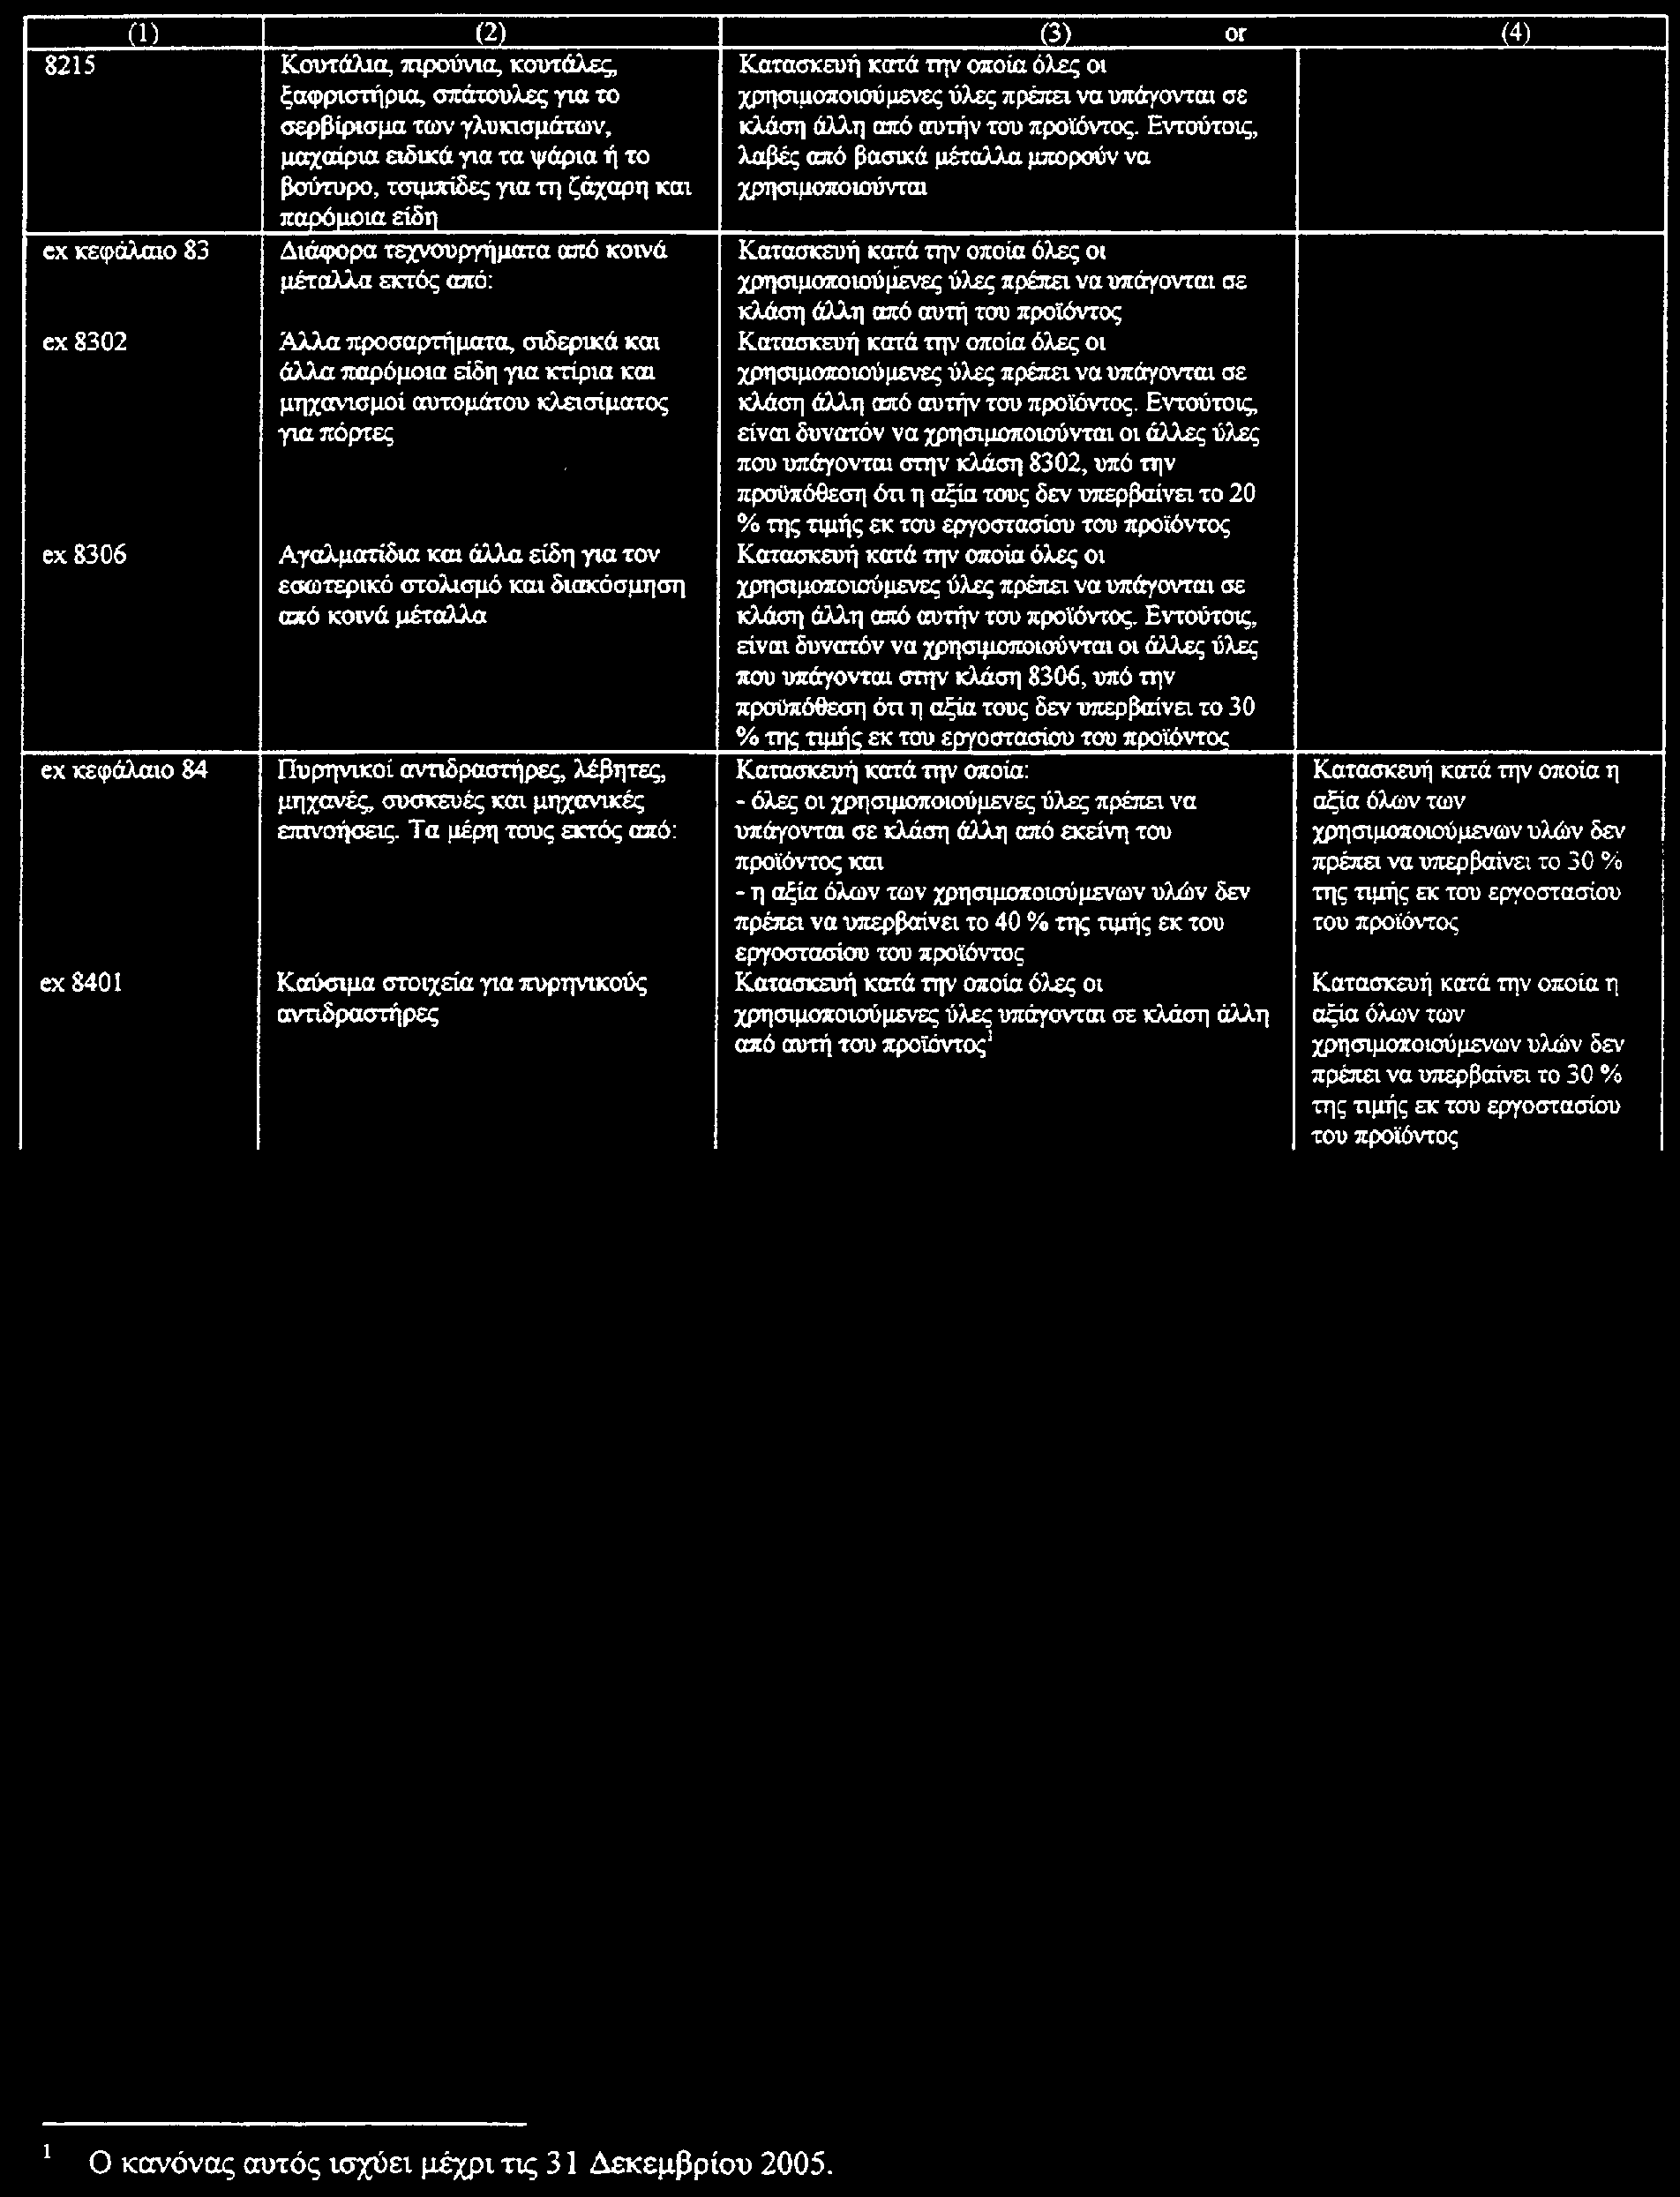 (1) (2) (3) or (4)
8215 Κουτάλια, πιρούνια, κουτάλες, Κατασκευή κατά την οποία όλες οι
ξαφριστήρια, σπάτουλες για το χρησιμοποιούμενες ύλες πρέπει να υπάγονται σε
σερβίρισμα των γλυκισμάτων, κλάση άλλη από αυτήν του προϊόντος. Εντούτοις,
μαχαίρια ειδικά για τα ψάρια ή το λαβές από βασικά μέταλλα μπορούν να
βούτυρο, τσιμπίδες για τη ζάχαρη και χρησιμοποιούνται
παρόμοια είδη
ex κεφάλαιο 83 Διάφορα τεχνουργήματα από κοινά Κατασκευή κατά την οποία όλες οι
μέταλλα εκτός από: χρησιμοποιούμενες ύλες πρέπει να υπάγονται σε
κλάση άλλη από αυτή του προϊόντος
ex 8302 Άλλα προσαρτήματα, σιδερικά και Κατασκευή κατά την οποία όλες οι
άλλα παρόμοια είδη για κτίρια και χρησιμοποιούμενες ύλες πρέπει να υπάγονται σε
μηχανισμοί αυτομάτου κλεισίματος κλάση άλλη από αυτήν του προϊόντος. Εντούτοις,
για πόρτες είναι δυνατόν να χρησιμοποιούνται οι άλλες ύλες
που υπάγονται στην κλάση 8302, υπό την
προϋπόθεση ότι η αξία τους δεν υπερβαίνει το 20
% της τιμής εκ του εργοστασίου του προϊόντος
ex 8306 Αγαλματίδια και άλλα είδη για τον Κατασκευή κατά την οποία όλες οι
εσωτερικό στολισμό και διακόσμηση χρησιμοποιούμενες ύλες πρέπει να υπάγονται σε
από κοινά μέταλλα κλάση άλλη από αυτήν του προϊόντος. Εντούτοις,
είναι δυνατόν να χρησιμοποιούνται οι άλλες ύλες
που υπάγονται στην κλάση 8306, υπό την
προϋπόθεση ότι η αξία τους δεν υπερβαίνει το 30
% της τιμής εκ του εργοστασίου του προϊόντος
ex κεφάλαιο 84 Πυρηνικοί αντιδραστήρες, λέβητες, Κατασκευή κατά την οποία: Κατασκευή κατά την οποία η
μηχανές, συσκευές και μηχανικές - όλες οι χρησιμοποιούμενες ύλες πρέπει να αξία όλων των
επινοήσεις. Τα μέρη τους εκτός από: υπάγονται σε κλάση άλλη από εκείνη του χρησιμοποιούμενων υλών δεν
προϊόντος και πρέπει να υπερβαίνει το 30 %
- η αξία όλων των χρησιμοποιούμενων υλών δεν της τιμής εκ του εργοστασίου
πρέπει να υπερβαίνει το 40 % της τιμής εκ του του προϊόντος
εργοστασίου του προϊόντος
ex 8401 Καύσιμα στοιχεία για πυρηνικούς Κατασκευή κατά την οποία όλες οι Κατασκευή κατά την οποία η
αντιδραστήρες χρησιμοποιούμενες ύλες υπάγονται σε κλάση άλλη αξία όλων των
από αυτή του προϊόντος¹ χρησιμοποιούμενων υλών δεν
πρέπει να υπερβαίνει το 30 %
της τιμής εκ του εργοστασίου
του προϊόντος
¹ Ο κανόνας αυτός ισχύει μέχρι τις 31 Δεκεμβρίου 2005.